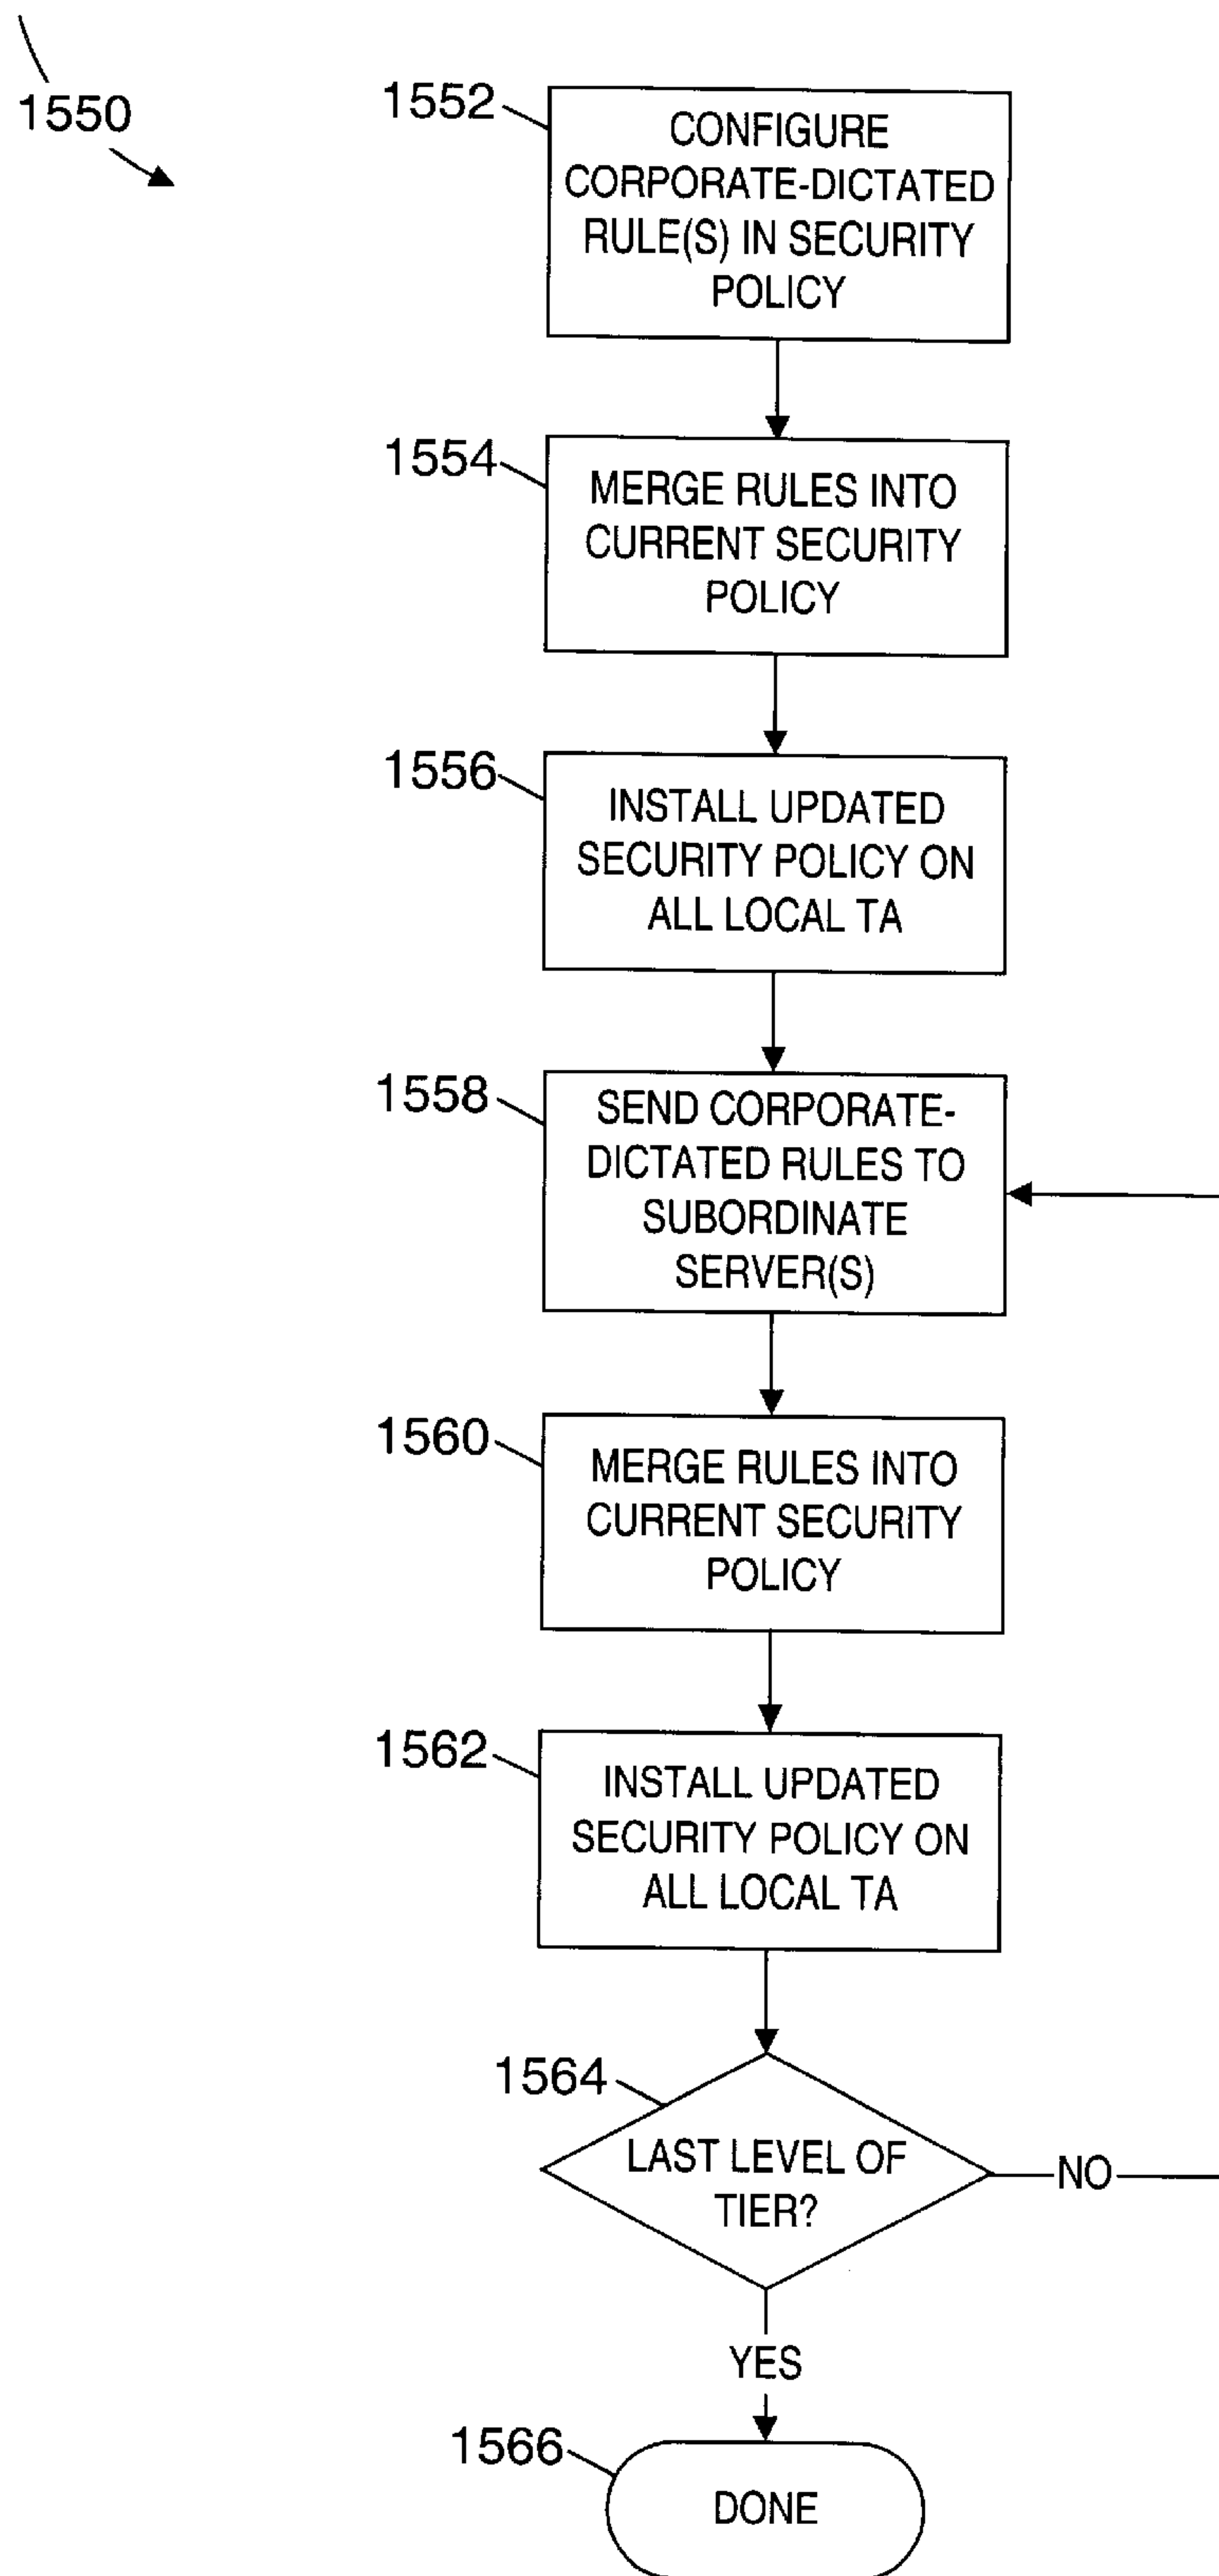 1550
1552
CONFIGURE
CORPORATE-DICTATED
RULE(S) IN SECURITY
POLICY
1554
MERGE RULES INTO
CURRENT SECURITY
POLICY
1556
INSTALL UPDATED
SECURITY POLICY ON
ALL LOCAL TA
1558
SEND CORPORATE-
DICTATED RULES TO
SUBORDINATE
SERVER(S)
1560
MERGE RULES INTO
CURRENT SECURITY
POLICY
1562
INSTALL UPDATED
SECURITY POLICY ON
ALL LOCAL TA
1564
LAST LEVEL OF
TIER?
NO
YES
1566
DONE